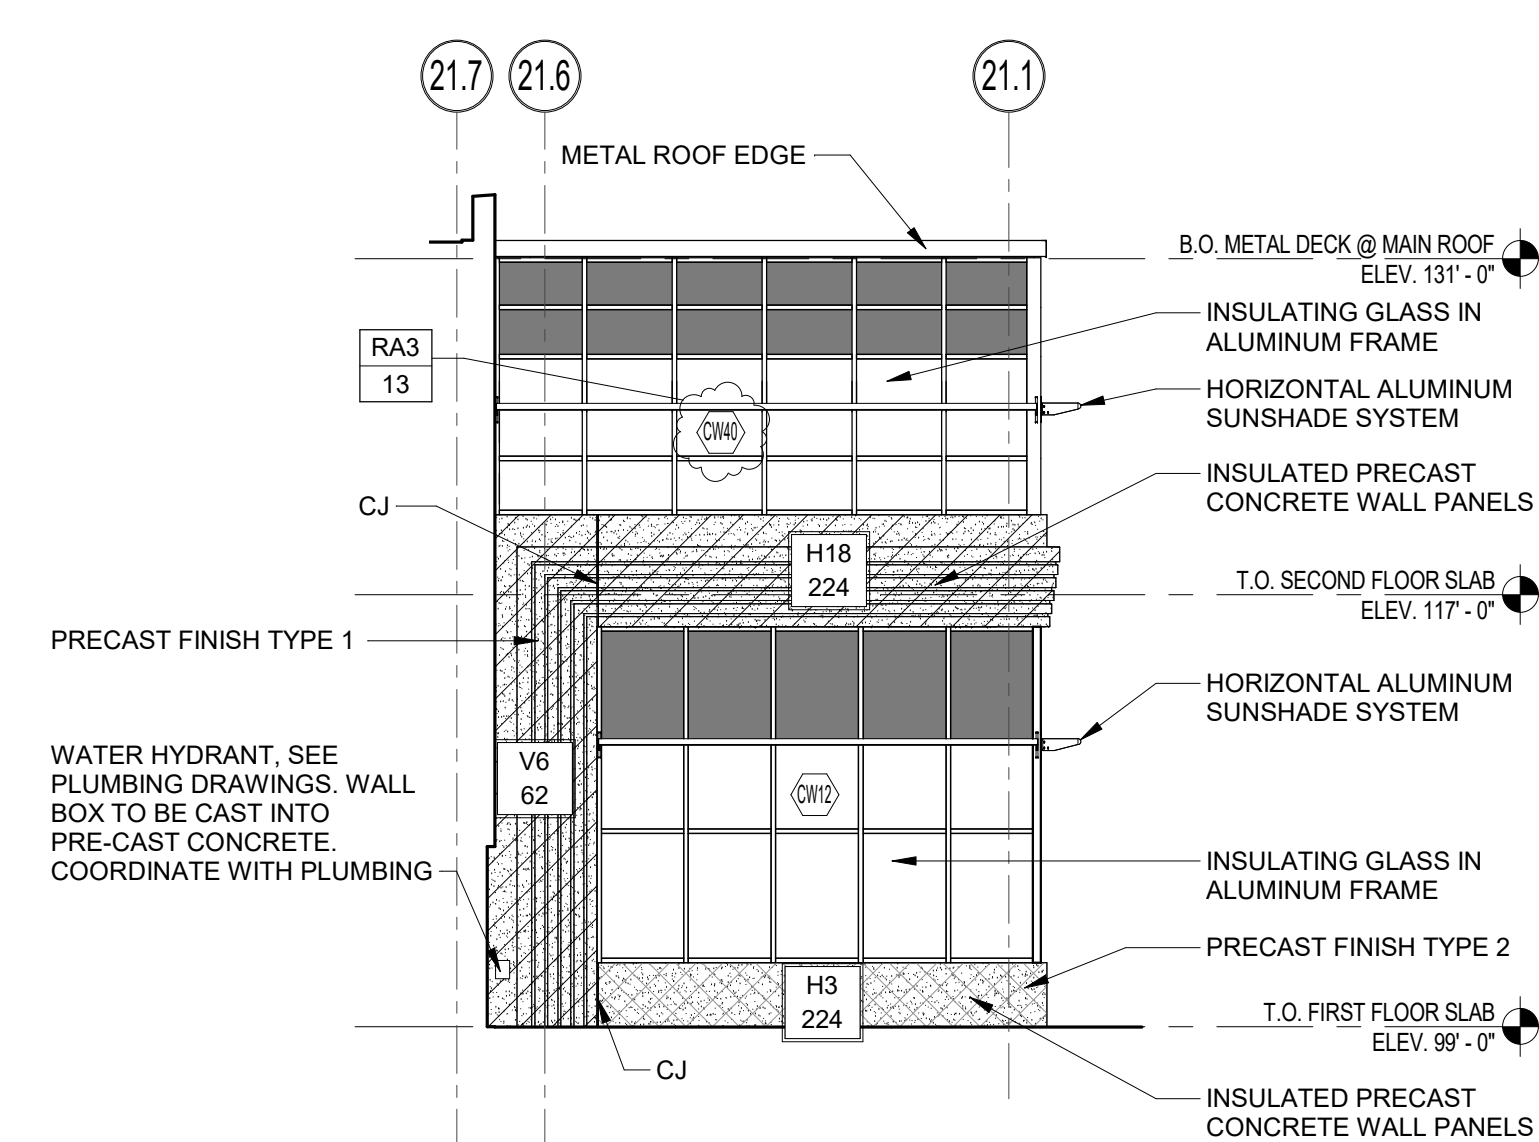 21.7
21.6
21.1
METAL ROOF EDGE
B.O. METAL DECK @ MAIN ROOF
ELEV. 131' - 0"
INSULATING GLASS IN
ALUMINUM FRAME
RA3
13
HORIZONTAL ALUMINUM
SUNSHADE SYSTEM
CW40
INSULATED PRECAST
CONCRETE WALL PANELS
CJ
H18
224
T.O. SECOND FLOOR SLAB
ELEV. 117' - 0"
PRECAST FINISH TYPE 1
HORIZONTAL ALUMINUM
SUNSHADE SYSTEM
WATER HYDRANT, SEE
PLUMBING DRAWINGS. WALL
BOX TO BE CAST INTO
PRE-CAST CONCRETE.
COORDINATE WITH PLUMBING
V6
62
CW12
INSULATING GLASS IN
ALUMINUM FRAME
PRECAST FINISH TYPE 2
H3
224
T.O. FIRST FLOOR SLAB
ELEV. 99' - 0"
CJ
INSULATED PRECAST
CONCRETE WALL PANELS